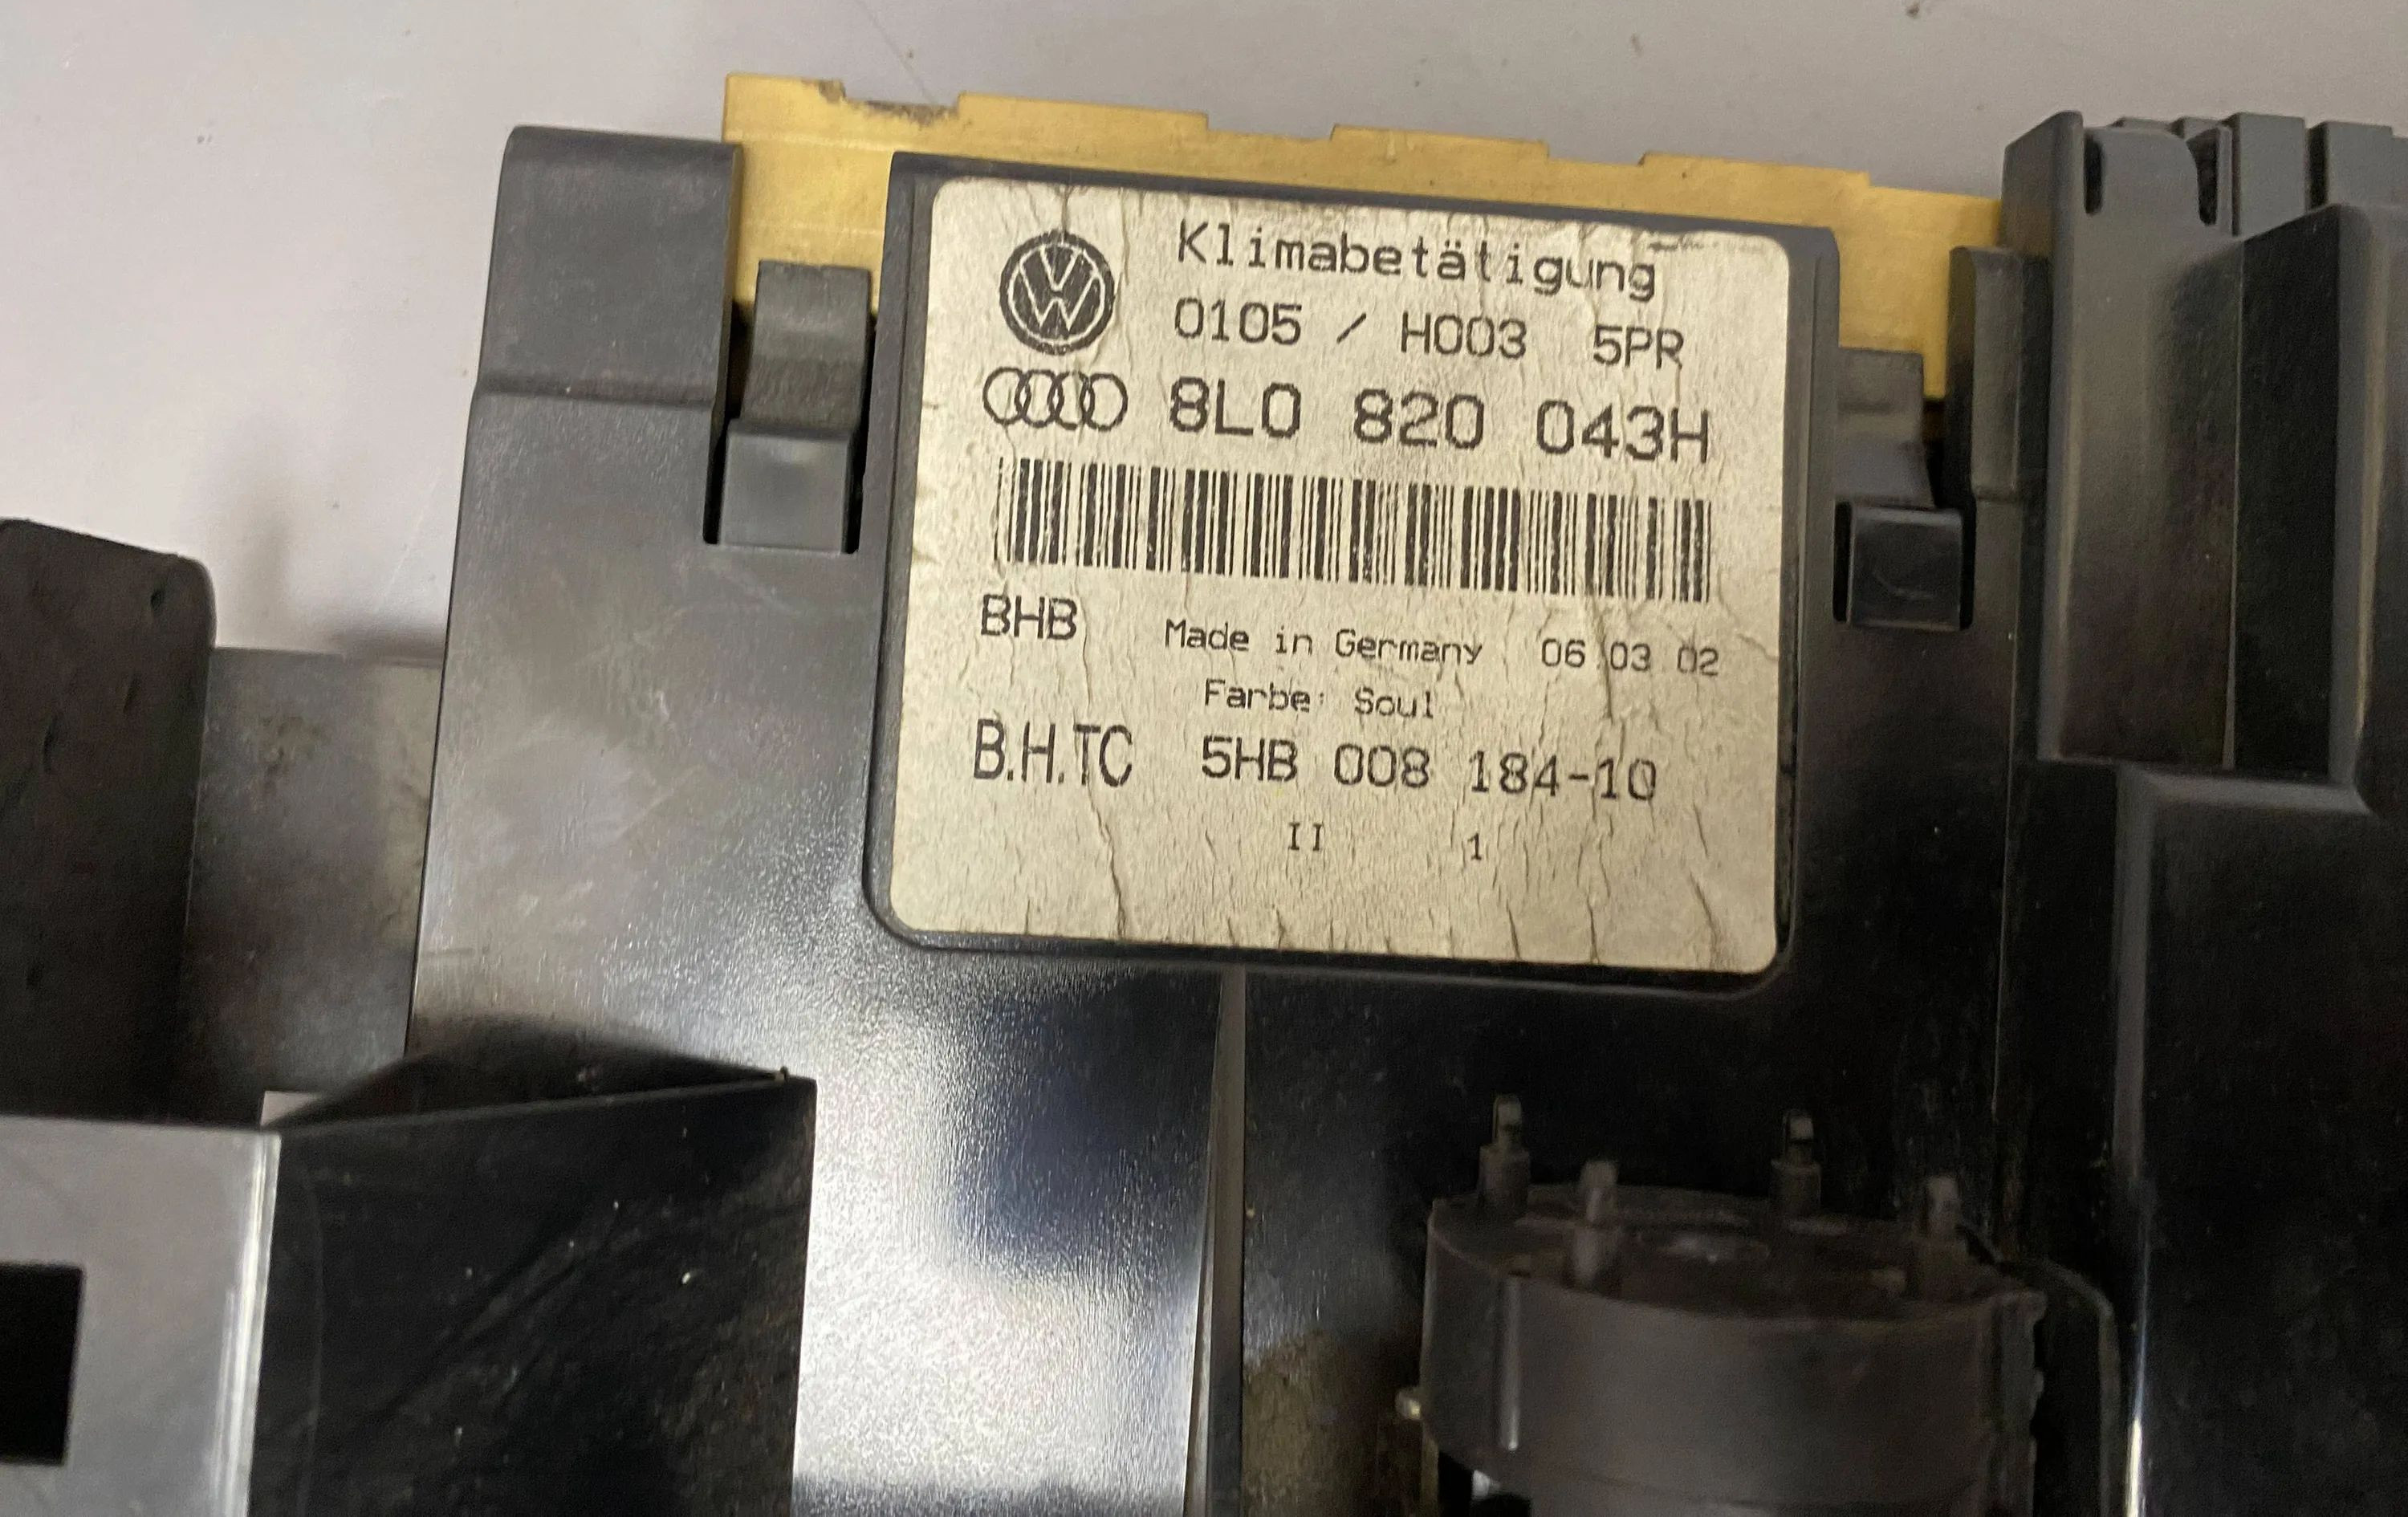 Klimabetätigung
0105 / H003 5PR
8L0 820 043H
BHB Made in Germany 06.03 02
Farbe: Soul
B.H.TC 5HB 008 184-10
II 1